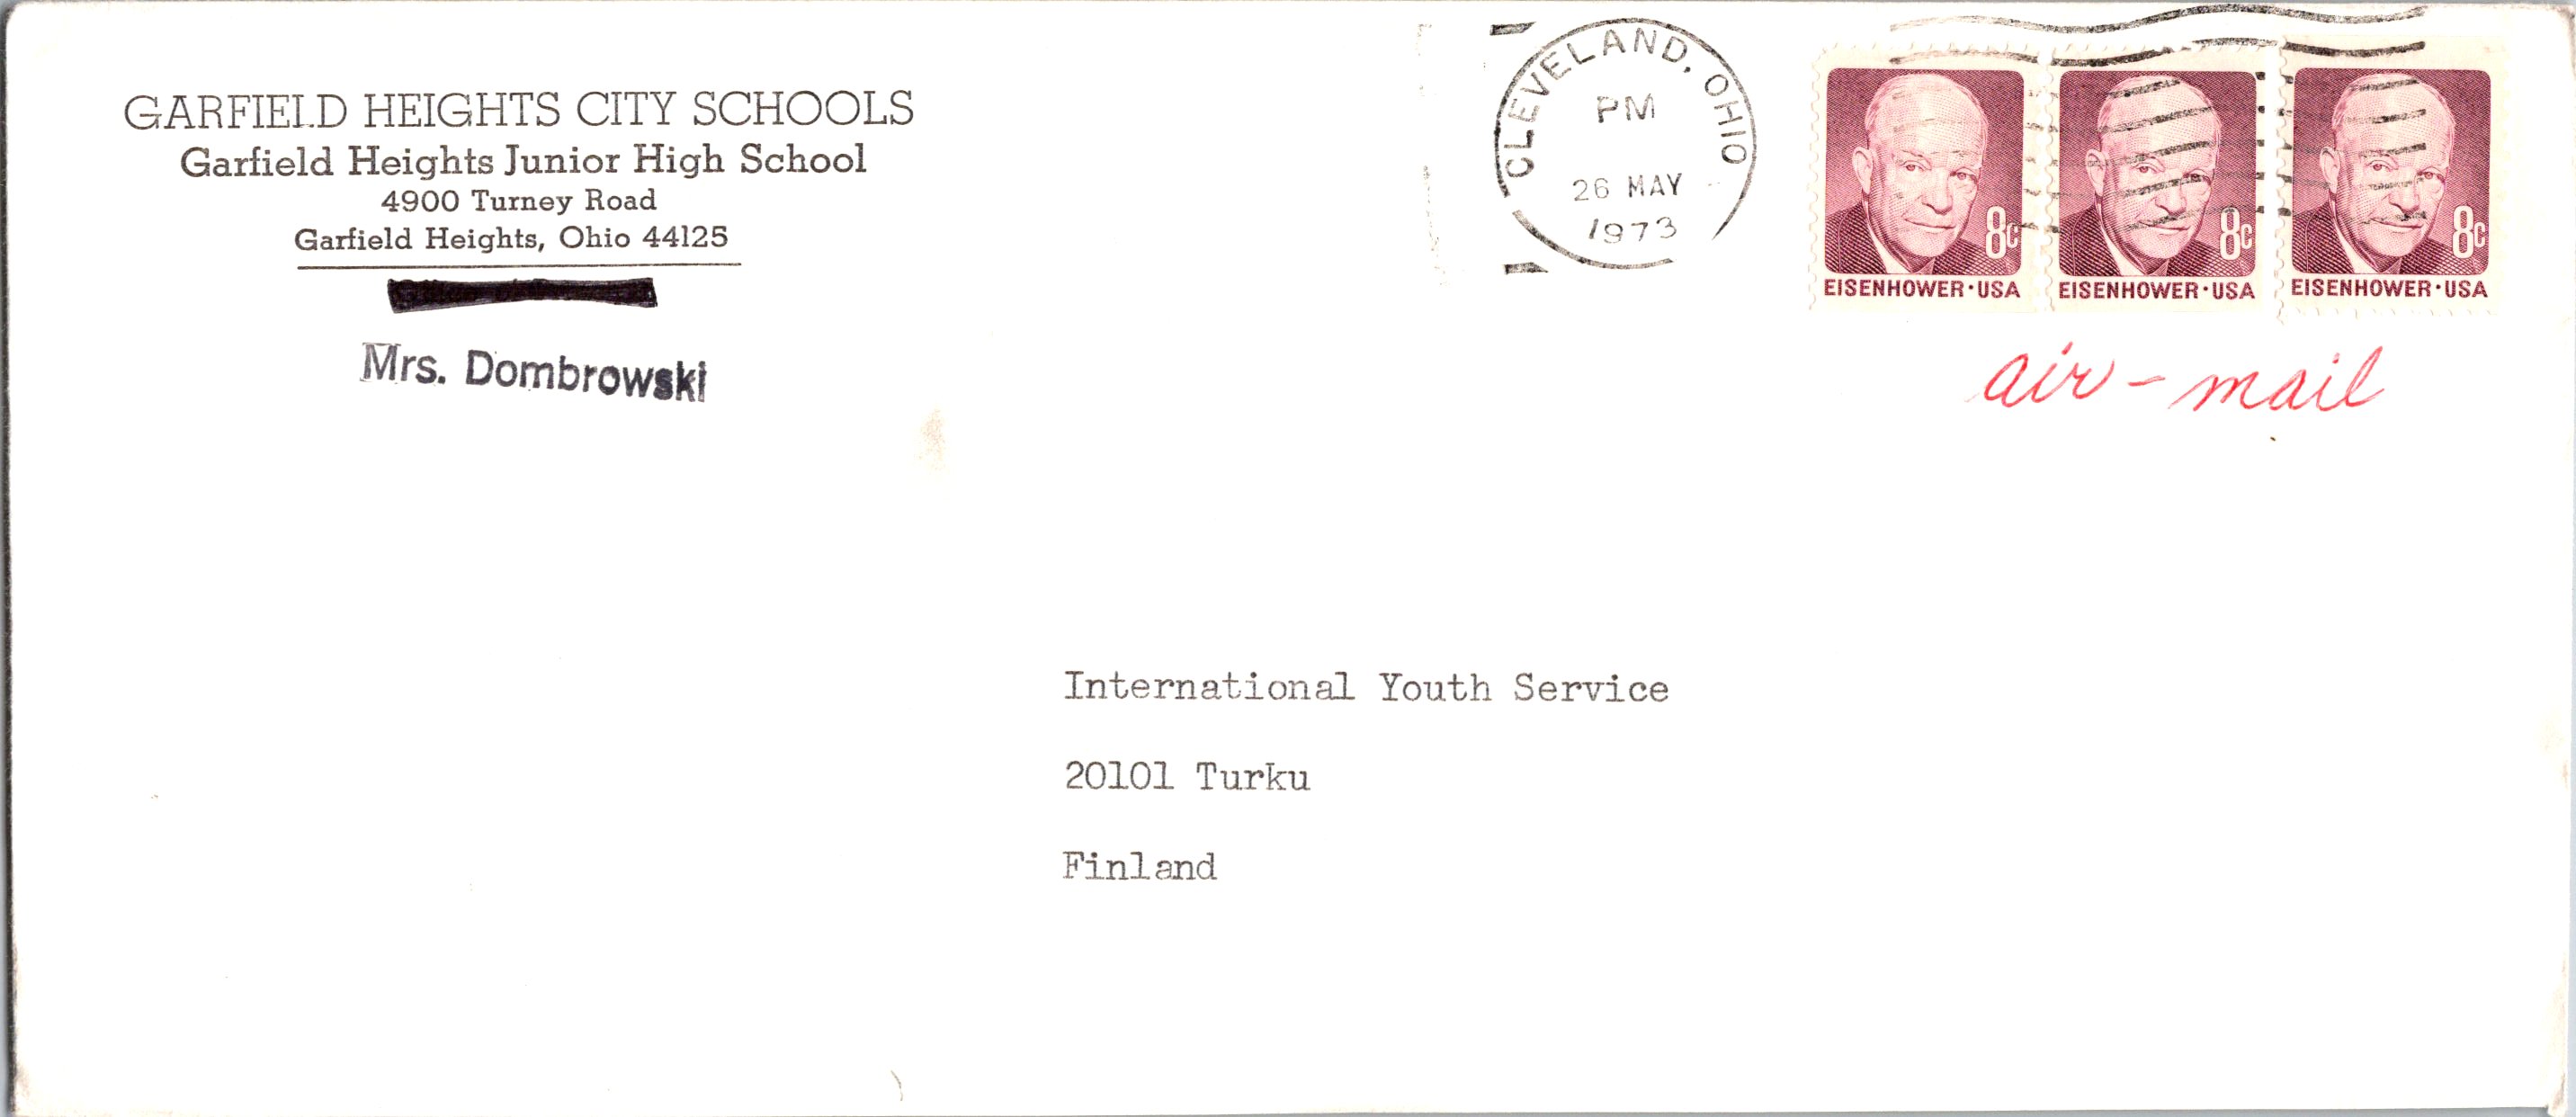 GARFIELD HEIGHTS CITY SCHOOLS
Garfield Heights Junior High School
4900 Turney Road
Garfield Heights, Ohio 44125
Mrs. Dombrowski
CLEVELAND, OHIO
PM
26 MAY
1973
8c
EISENHOWER·USA
8c
EISENHOWER·USA
8c
EISENHOWER·USA
air-mail
International Youth Service
20101 Turku
Finland